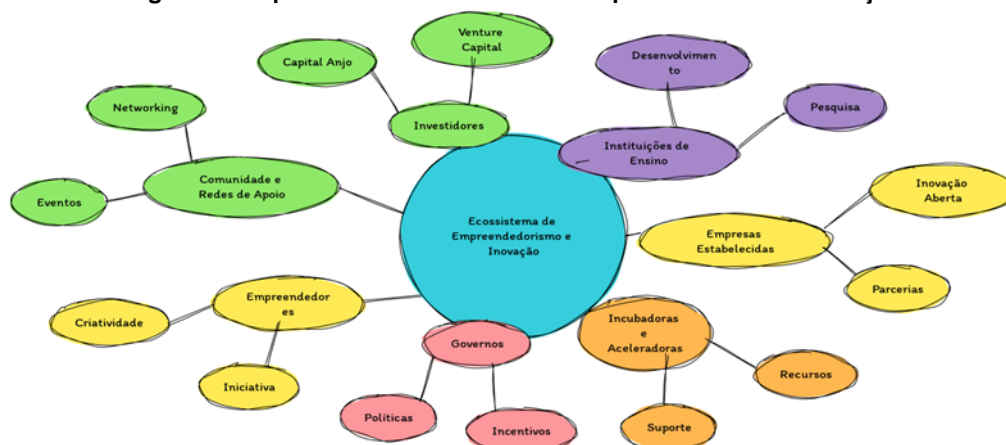 Venture
Capital
Capital Anjo
Desenvolvimen
to
Networking
Pesquisa
Investidores
Instituições de
Ensino
Comunidade e
Redes de Apoio
Inovação
Aberta
Eventos
Ecossistema de
Empreendedorismo e
Inovação
Empresas
Estabelecidas
Parcerias
Empreendedor
es
Criatividade
Incubadoras
e
Aceleradoras
Governos
Recursos
Iniciativa
Políticas
Incentivos
Suporte